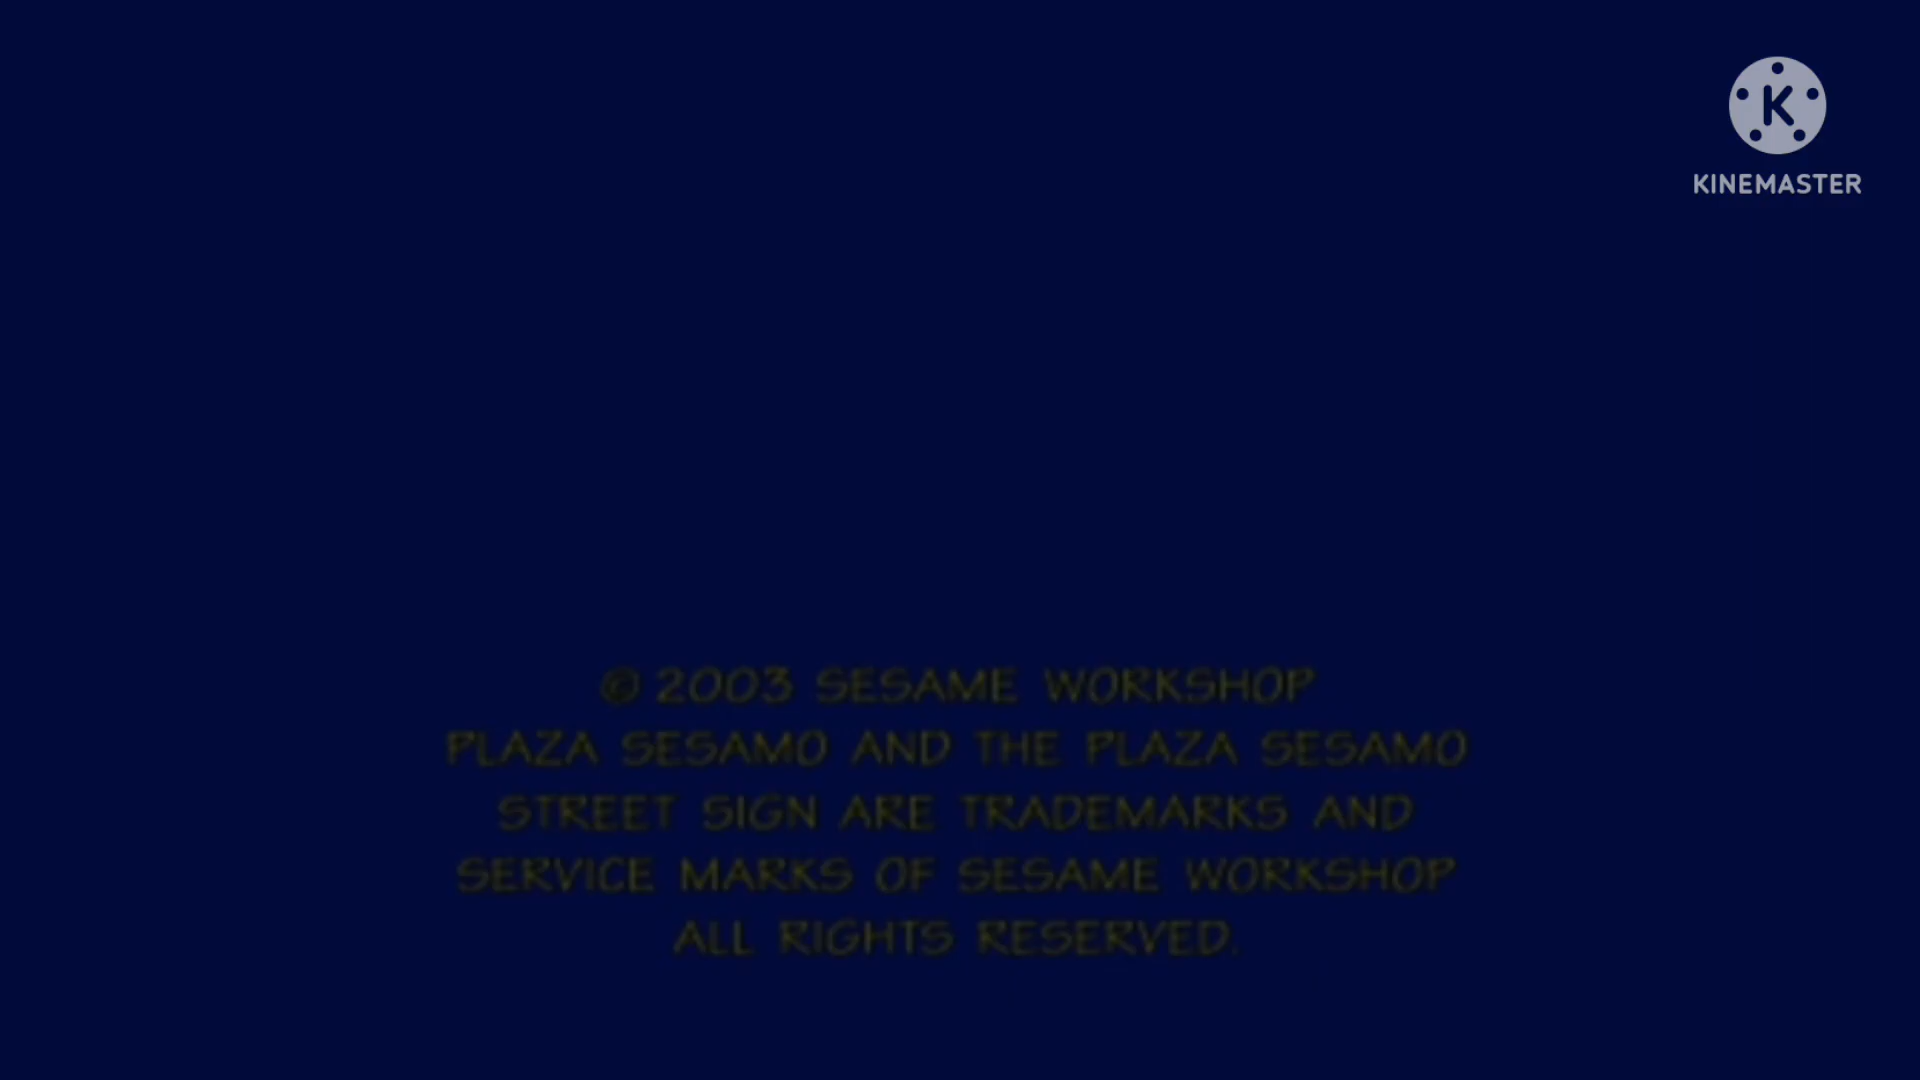 K
KINEMASTER
© 2003 SESAME WORKSHOP
PLAZA SESAMO AND THE PLAZA SESAMO
STREET SIGN ARE TRADEMARKS AND
SERVICE MARKS OF SESAME WORKSHOP
ALL RIGHTS RESERVED.